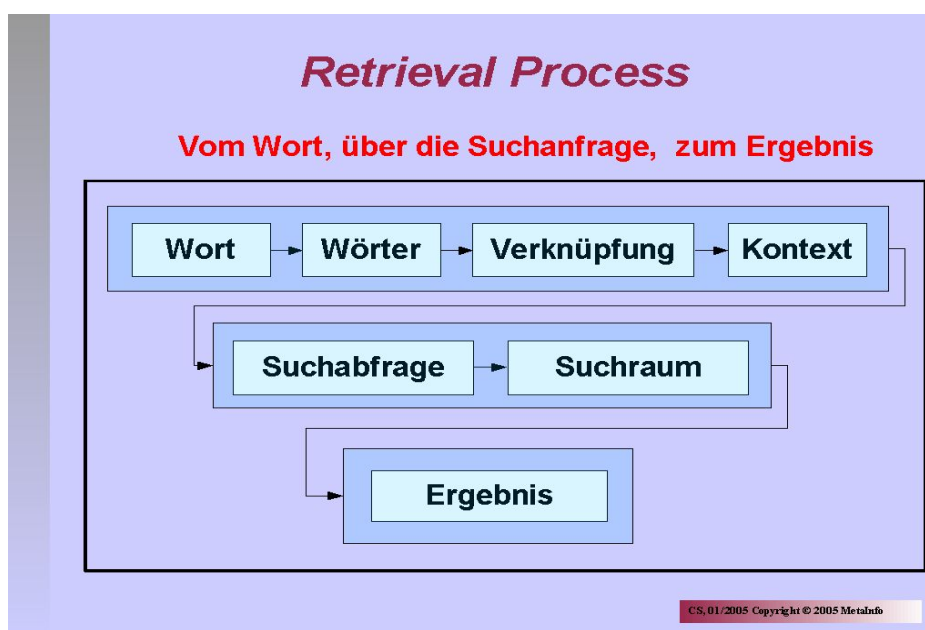 Retrieval Process
Vom Wort, über die Suchanfrage, zum Ergebnis
Wort Wörter Verknüpfung Kontext
Suchabfrage Suchraum
Ergebnis
CS, 01/2005 Copyright © 2005 MetaInfo